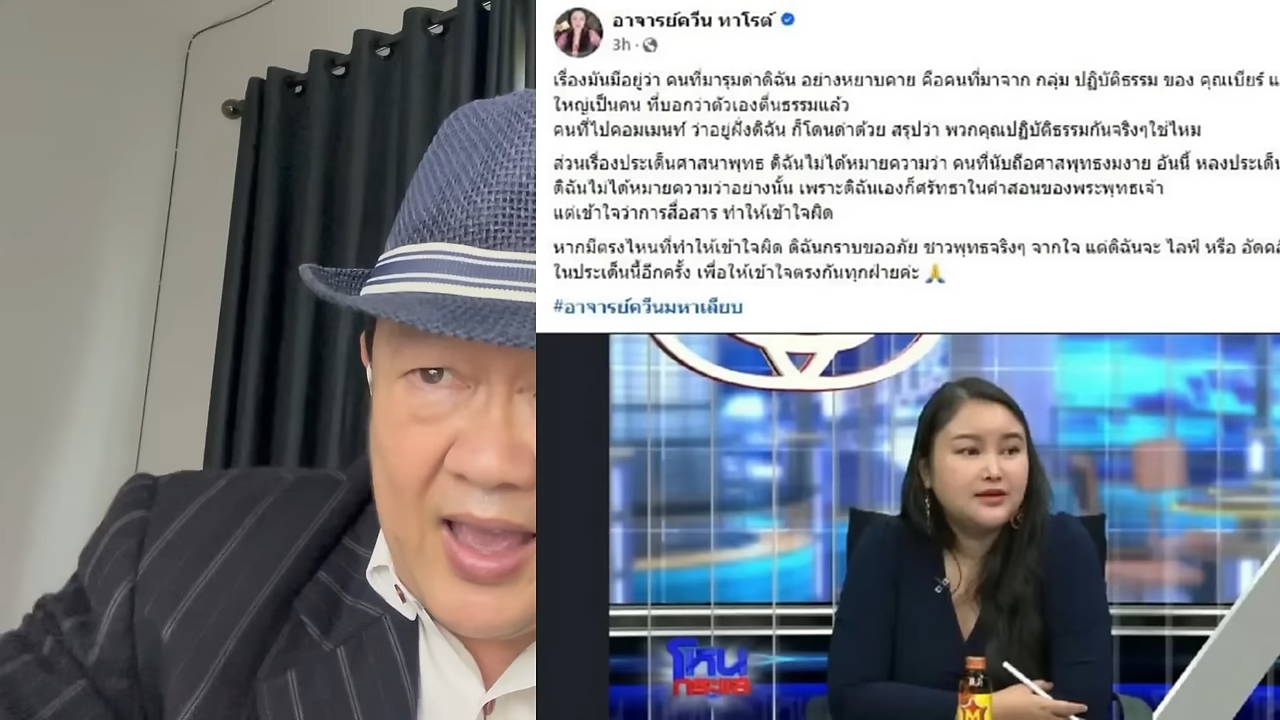 อาจารย์ควีน ทาโรต์
3h
เรื่องมันมีอยู่ว่า คนที่มารุมด่าดิฉัน อย่างหยาบคาย คือคนที่มาจาก กลุ่ม ปฏิบัติธรรม ของ คุณเบียร์
ใหญ่เป็นคน ที่บอกว่าตัวเองตื่นธรรมแล้ว
คนที่ไปคอมเมนท์ ว่าอยู่ฝั่งดิฉัน ก็โดนด่าด้วย สรุปว่า พวกคุณปฏิบัติธรรมกันจริงๆใช่ไหม
ส่วนเรื่องประเด็นศาสนาพุทธ ดิฉันไม่ได้หมายความว่า คนที่นับถือศาสพุทธงมงาย อันนี้ หลงประเด็น
ดิฉันไม่ได้หมายความว่าอย่างนั้น เพราะดิฉันเองก็ศรัทธาในคำสอนของพระพุทธเจ้า
แต่เข้าใจว่าการสื่อสาร ทำให้เข้าใจผิด
หากมีตรงไหนที่ทำให้เข้าใจผิด ดิฉันกราบขออภัย ชาวพุทธจริงๆ จากใจ แต่ดิฉันจะ ไลฟ์ หรือ
ในประเด็นนี้อีกครั้ง เพื่อให้เข้าใจตรงกันทุกฝ่ายค่ะ 🙏
#อาจารย์ควีนมหาเลียบ
โหน
กระแส